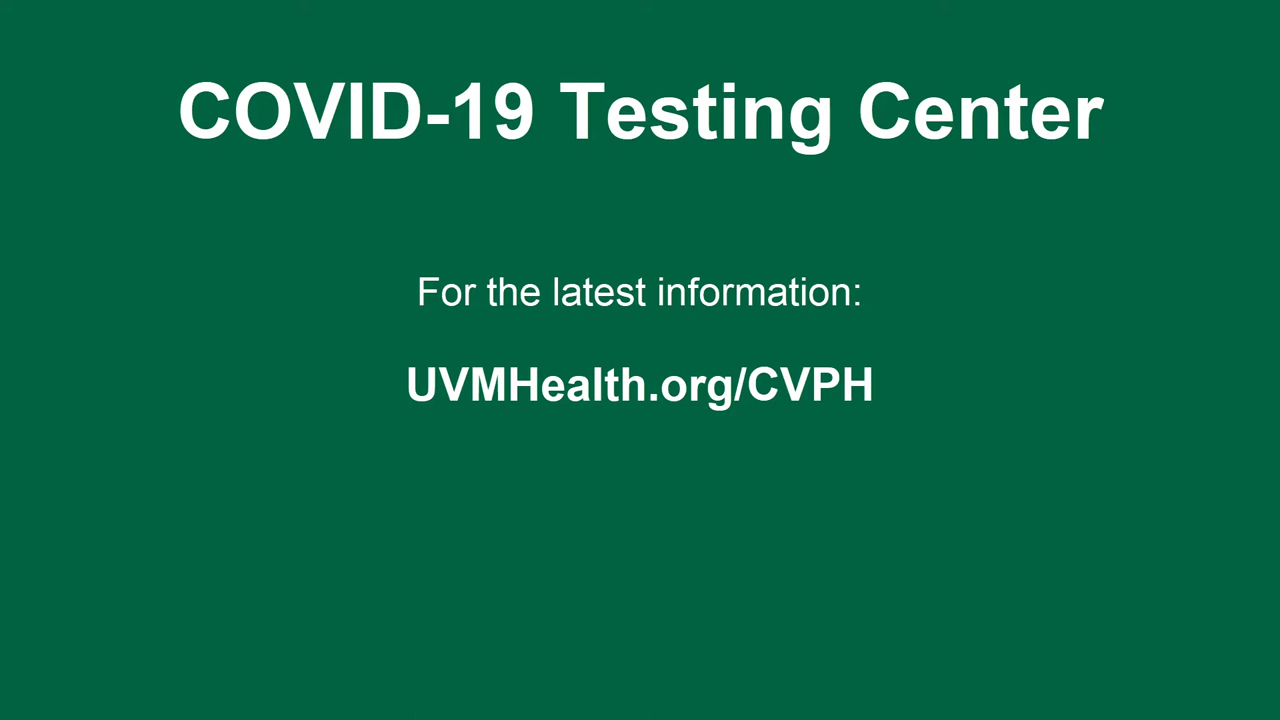 COVID-19 Testing Center
For the latest information:
UVMHealth.org/CVPH